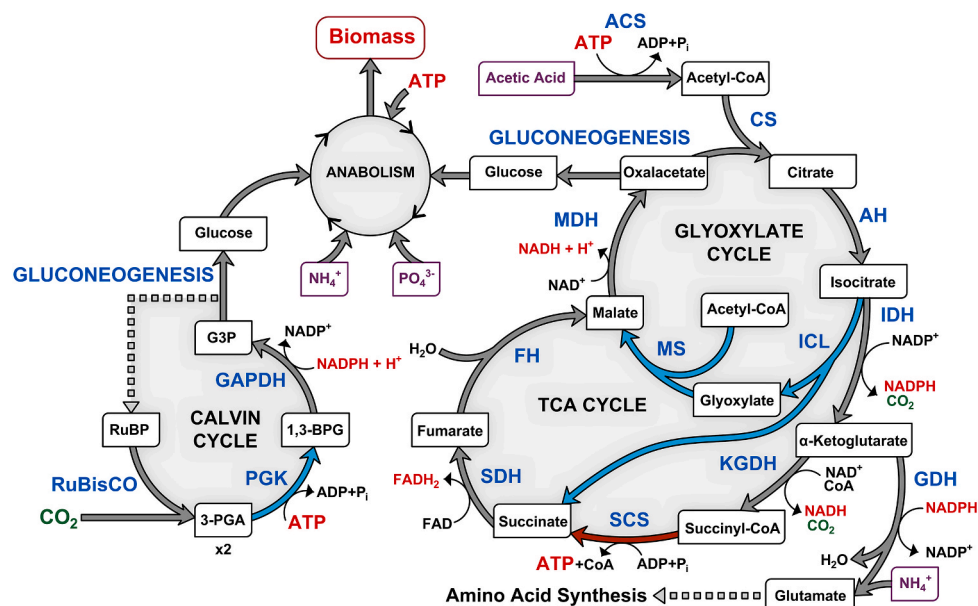 ACS
Biomass
ATP
ADP+Pi
Acetic Acid
Acetyl-CoA
ATP
CS
GLUCONEOGENESIS
ANABOLISM
Glucose
Oxalacetate
Citrate
MDH
GLYOXYLATE
CYCLE
AH
Glucose
NADH + H⁺
NAD⁺
GLUCONEOGENESIS
NH₄⁺
PO₄³⁻
Isocitrate
Malate
Acetyl-CoA
IDH
G3P
NADP⁺
NADPH + H⁺
H₂O
FH
MS
ICL
NADP⁺
GAPDH
Glyoxylate
NADPH
CO₂
RuBP
CALVIN
CYCLE
1,3-BPG
Fumarate
TCA CYCLE
α-Ketoglutarate
RuBisCO
PGK
SDH
KGDH
NAD⁺
CoA
GDH
FADH₂
ADP+Pi
CO₂
3-PGA
ATP
x2
FAD
Succinate
SCS
Succinyl-CoA
NADH
CO₂
NADPH
ATP+CoA
ADP+Pi
H₂O
NADP⁺
Amino Acid Synthesis
Glutamate
NH₄⁺